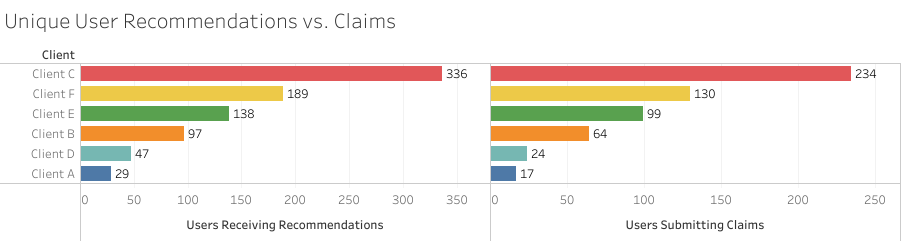 Unique User Recommendations vs. Claims
Client
Client C 336 234
Client F 189 130
Client E 138 99
Client B 97 64
Client D 47 24
Client A 29 17
0 50 100 150 200 250 300 350 0 50 100 150 200 250
Users Receiving Recommendations Users Submitting Claims